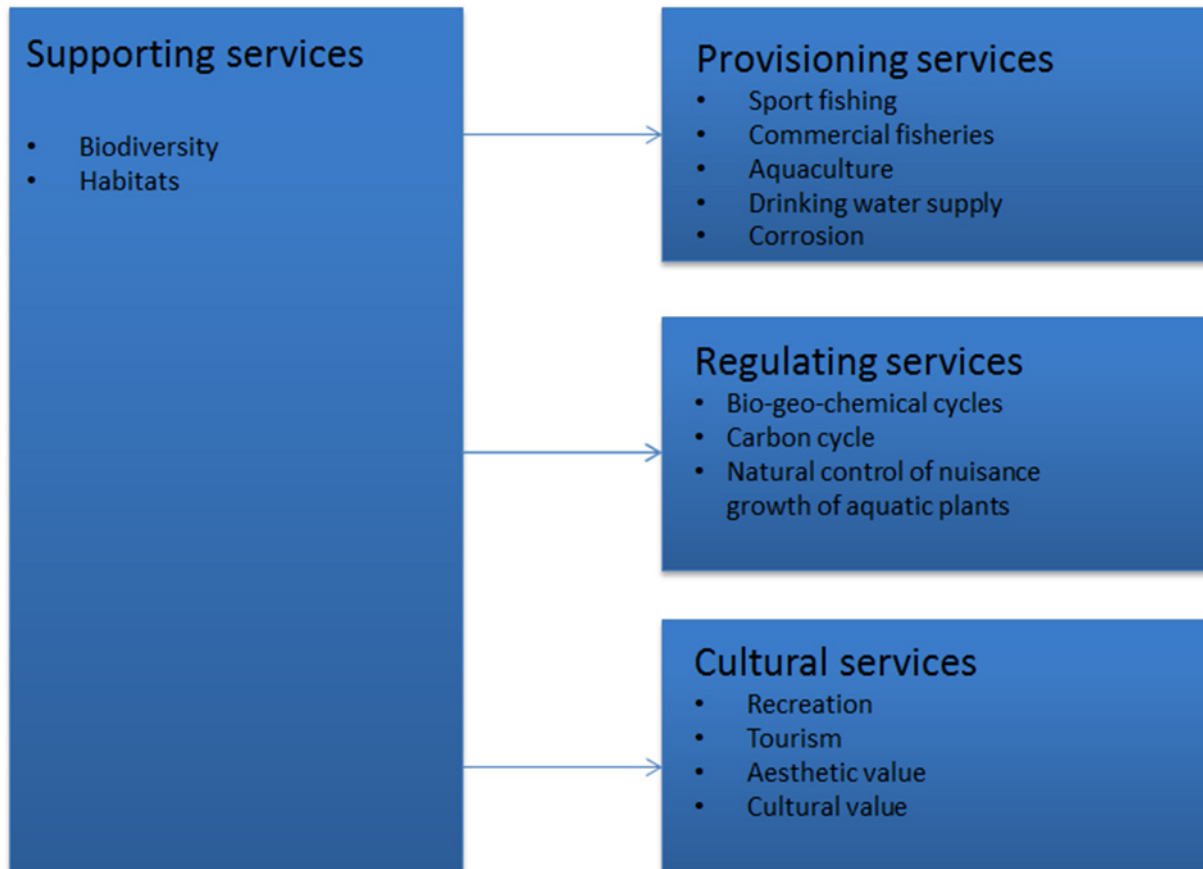 Supporting services
• Biodiversity
• Habitats
Provisioning services
• Sport fishing
• Commercial fisheries
• Aquaculture
• Drinking water supply
• Corrosion
Regulating services
• Bio-geo-chemical cycles
• Carbon cycle
• Natural control of nuisance
growth of aquatic plants
Cultural services
• Recreation
• Tourism
• Aesthetic value
• Cultural value